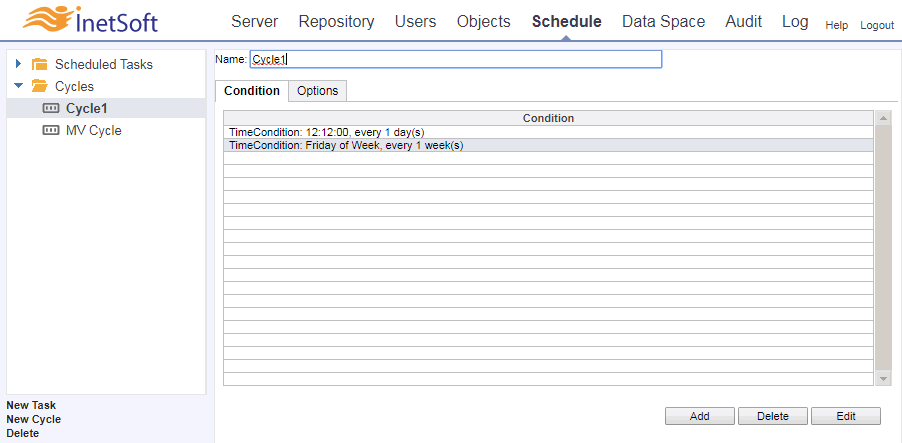 InetSoft
Server Repository Users Objects Schedule Data Space Audit Log Help Logout
Scheduled Tasks
Cycles
Cycle1
MV Cycle
New Task
New Cycle
Delete
Name: Cycle1
Condition Options
Condition
TimeCondition: 12:12:00, every 1 day(s)
TimeCondition: Friday of Week, every 1 week(s)
Add Delete Edit